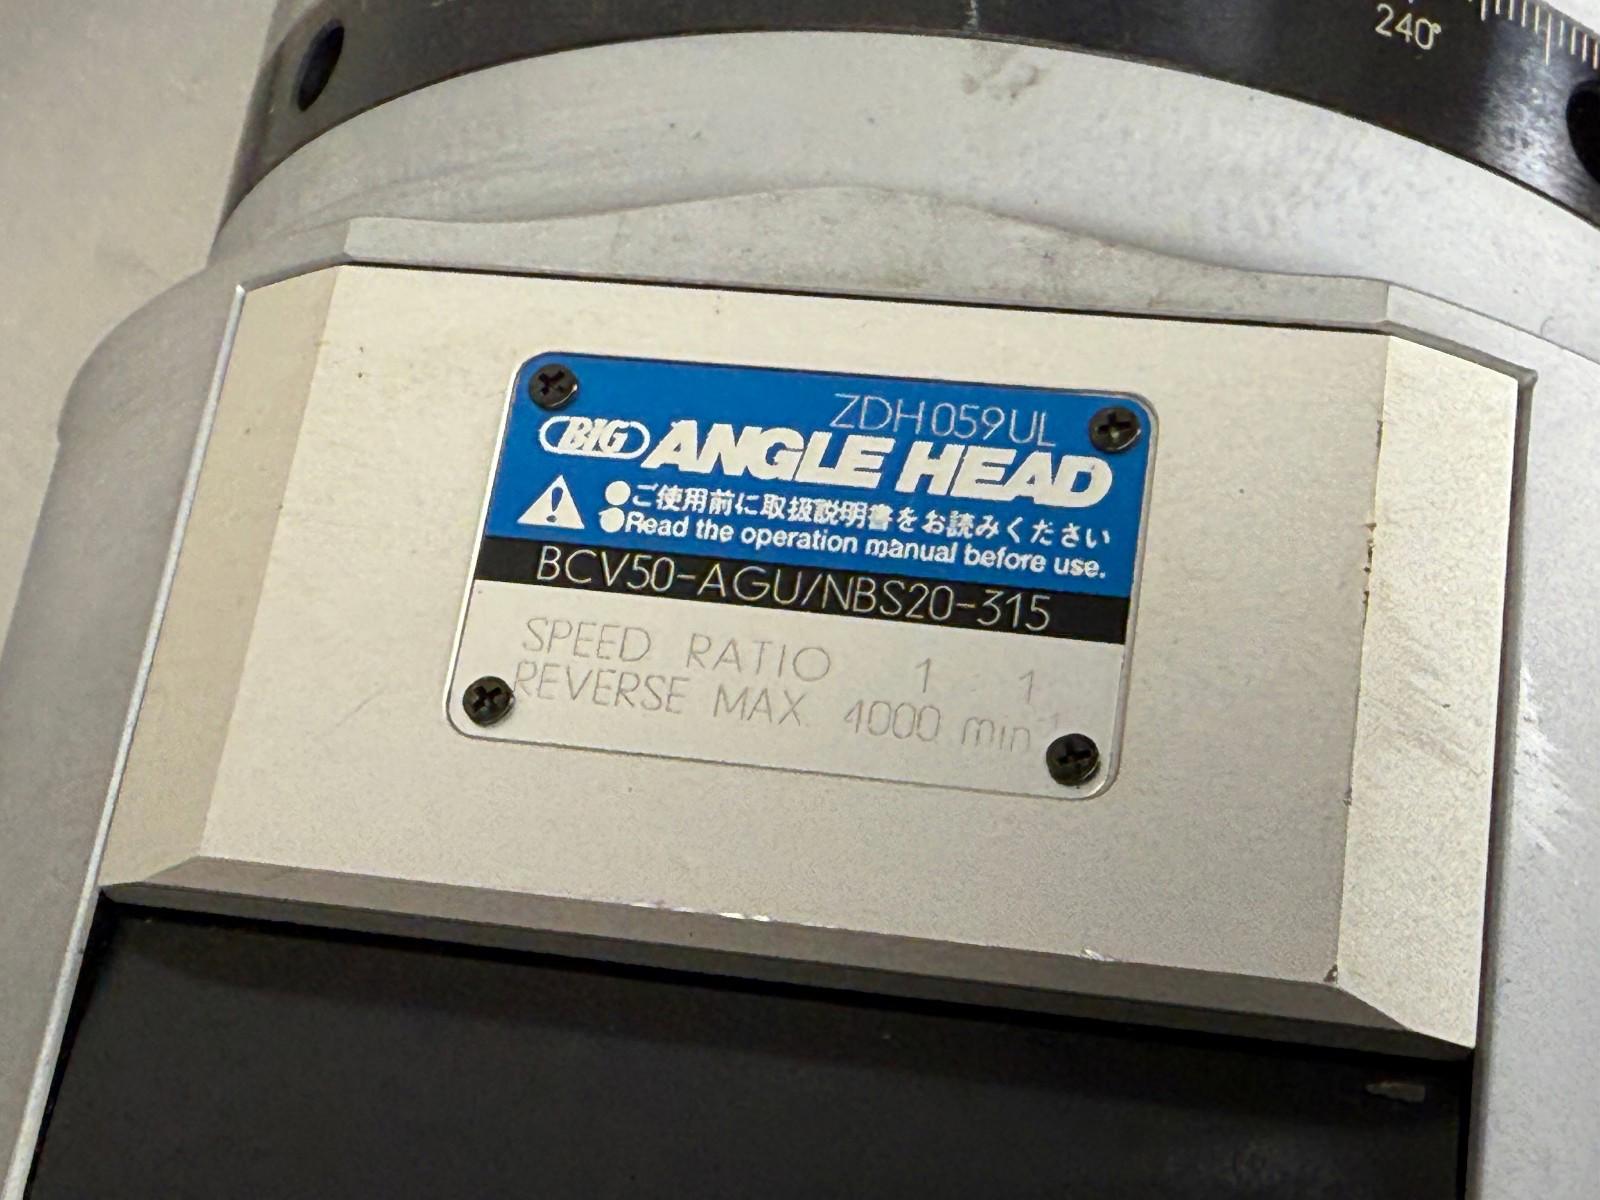 240°
ZDH059UL
BIG ANGLE HEAD
●ご使用前に取扱説明書をお読みください
●Read the operation manual before use.
BCV50-AGU/NBS20-315
SPEED RATIO 1 : 1
REVERSE MAX. 4000 min-1